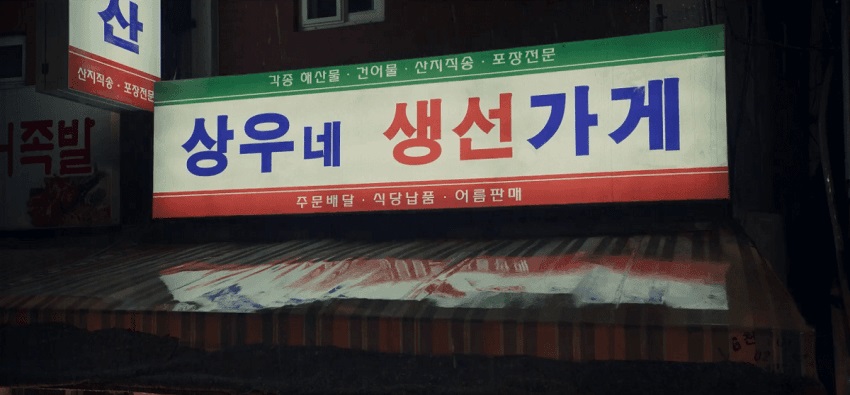 산
산지직송 · 포장전문
족발
각종 해산물 · 건어물 · 산지직송 · 포장전문
상우네 생선가게
주문배달 · 식당납품 · 어름판매